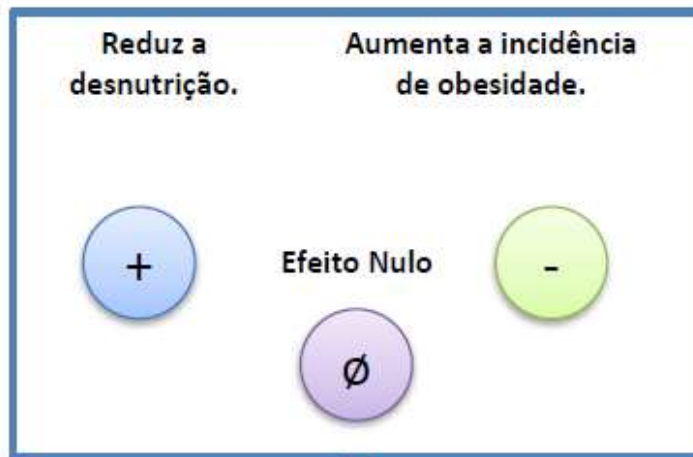 Reduz a
desnutrição.
Aumenta a incidência
de obesidade.
+
Efeito Nulo
-
Ø